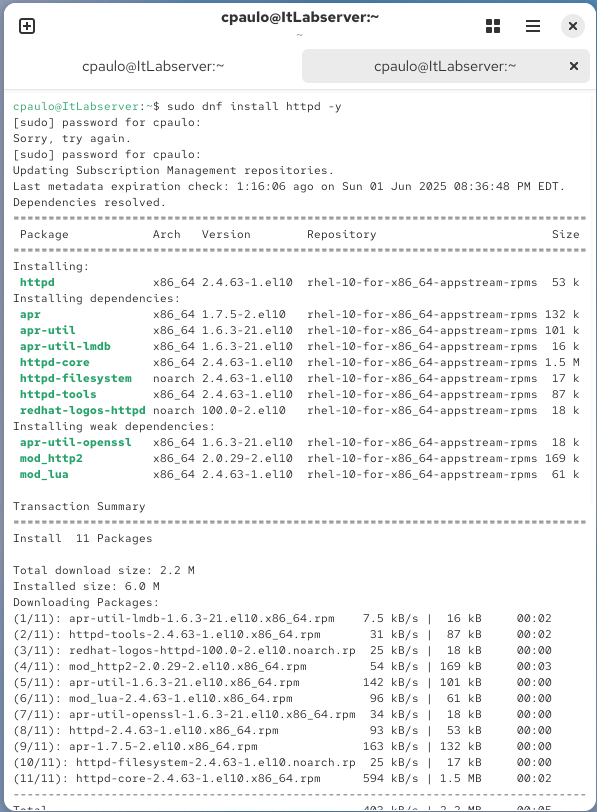 cpaulo@ItLabserver:~
~
cpaulo@ItLabserver:~ cpaulo@ItLabserver:~
cpaulo@ItLabserver:~$ sudo dnf install httpd -y
[sudo] password for cpaulo:
Sorry, try again.
[sudo] password for cpaulo:
Updating Subscription Management repositories.
Last metadata expiration check: 1:16:06 ago on Sun 01 Jun 2025 08:36:48 PM EDT.
Dependencies resolved.
================================================================================
Package Arch Version Repository Size
================================================================================
Installing:
httpd x86_64 2.4.63-1.el10 rhel-10-for-x86_64-appstream-rpms 53 k
Installing dependencies:
apr x86_64 1.7.5-2.el10 rhel-10-for-x86_64-appstream-rpms 132 k
apr-util x86_64 1.6.3-21.el10 rhel-10-for-x86_64-appstream-rpms 101 k
apr-util-lmdb x86_64 1.6.3-21.el10 rhel-10-for-x86_64-appstream-rpms 16 k
httpd-core x86_64 2.4.63-1.el10 rhel-10-for-x86_64-appstream-rpms 1.5 M
httpd-filesystem noarch 2.4.63-1.el10 rhel-10-for-x86_64-appstream-rpms 17 k
httpd-tools x86_64 2.4.63-1.el10 rhel-10-for-x86_64-appstream-rpms 87 k
redhat-logos-httpd noarch 100.0-2.el10 rhel-10-for-x86_64-appstream-rpms 18 k
Installing weak dependencies:
apr-util-openssl x86_64 1.6.3-21.el10 rhel-10-for-x86_64-appstream-rpms 18 k
mod_http2 x86_64 2.0.29-2.el10 rhel-10-for-x86_64-appstream-rpms 169 k
mod_lua x86_64 2.4.63-1.el10 rhel-10-for-x86_64-appstream-rpms 61 k
Transaction Summary
================================================================================
Install 11 Packages
Total download size: 2.2 M
Installed size: 6.0 M
Downloading Packages:
(1/11): apr-util-lmdb-1.6.3-21.el10.x86_64.rpm 7.5 kB/s | 16 kB 00:02
(2/11): httpd-tools-2.4.63-1.el10.x86_64.rpm 31 kB/s | 87 kB 00:02
(3/11): redhat-logos-httpd-100.0-2.el10.noarch.rp 25 kB/s | 18 kB 00:00
(4/11): mod_http2-2.0.29-2.el10.x86_64.rpm 54 kB/s | 169 kB 00:03
(5/11): apr-util-1.6.3-21.el10.x86_64.rpm 142 kB/s | 101 kB 00:00
(6/11): mod_lua-2.4.63-1.el10.x86_64.rpm 96 kB/s | 61 kB 00:00
(7/11): apr-util-openssl-1.6.3-21.el10.x86_64.rpm 34 kB/s | 18 kB 00:00
(8/11): httpd-2.4.63-1.el10.x86_64.rpm 93 kB/s | 53 kB 00:00
(9/11): apr-1.7.5-2.el10.x86_64.rpm 163 kB/s | 132 kB 00:00
(10/11): httpd-filesystem-2.4.63-1.el10.noarch.rp 25 kB/s | 17 kB 00:00
(11/11): httpd-core-2.4.63-1.el10.x86_64.rpm 594 kB/s | 1.5 MB 00:02
--------------------------------------------------------------------------------
Total 403 kB/s | 2.2 MB 00:05